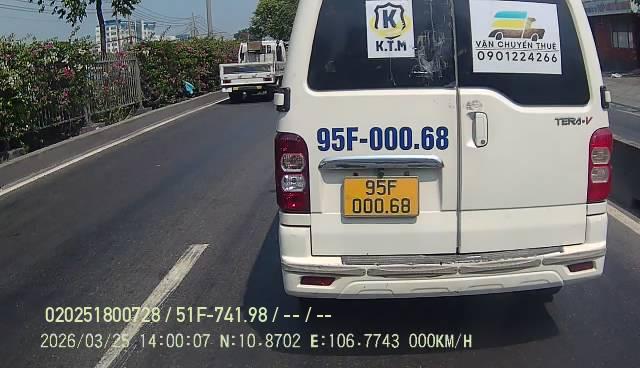 K
K.T.M
VẬN CHUYỂN THUÊ
0901224266
TERA-V
95F-000.68
95F
000.68
020251800728 / 51F-741.98 / -- / --
2026/03/25 14:00:07 N:10.8702 E:106.7743 000KM/H